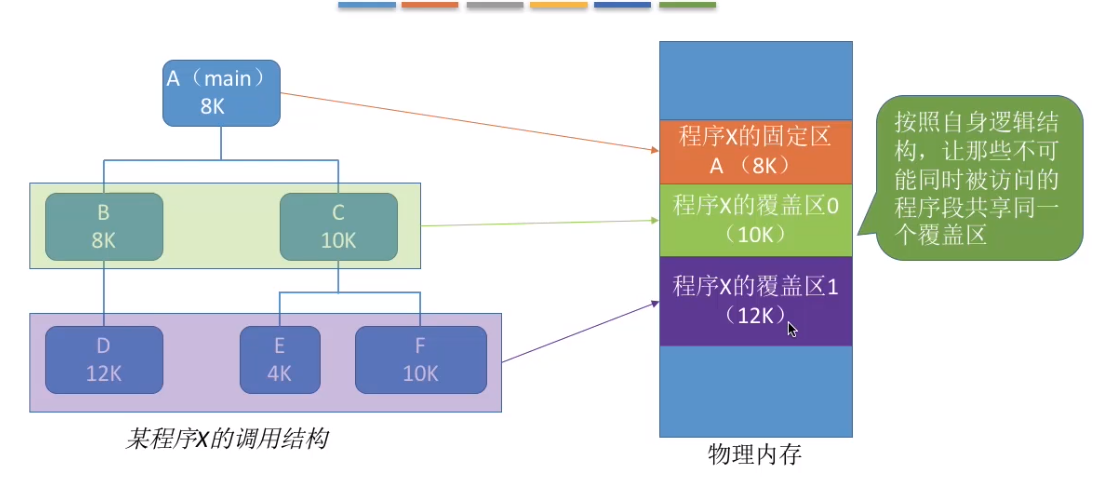 A（main）
8K
B
8K
C
10K
D
12K
E
4K
F
10K
某程序X的调用结构
程序X的固定区
A （8K）
程序X的覆盖区0
（10K）
程序X的覆盖区1
（12K）
物理内存
按照自身逻辑结
构，让那些不可
能同时被访问的
程序段共享同一
个覆盖区